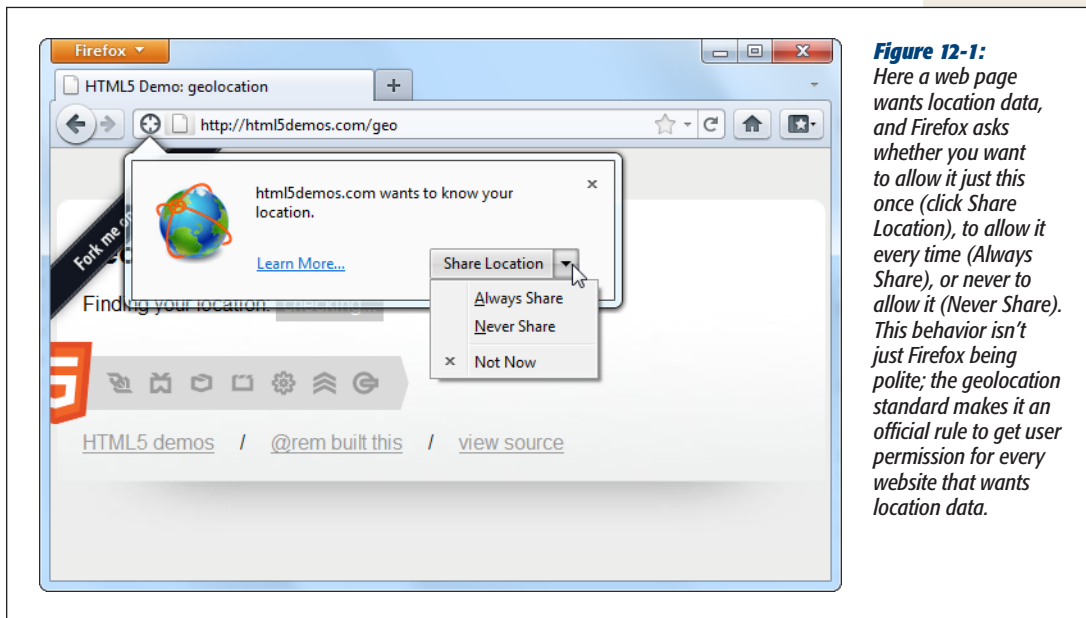 Firefox
HTML5 Demo: geolocation
http://html5demos.com/geo
html5demos.com wants to know your
location.
Learn More...
Share Location
Always Share
Never Share
Not Now
Fork me on
Finding your location: checking...
HTML5 demos / @rem built this / view source
Figure 12-1:
Here a web page
wants location data,
and Firefox asks
whether you want
to allow it just this
once (click Share
Location), to allow it
every time (Always
Share), or never to
allow it (Never Share).
This behavior isn’t
just Firefox being
polite; the geolocation
standard makes it an
official rule to get user
permission for every
website that wants
location data.